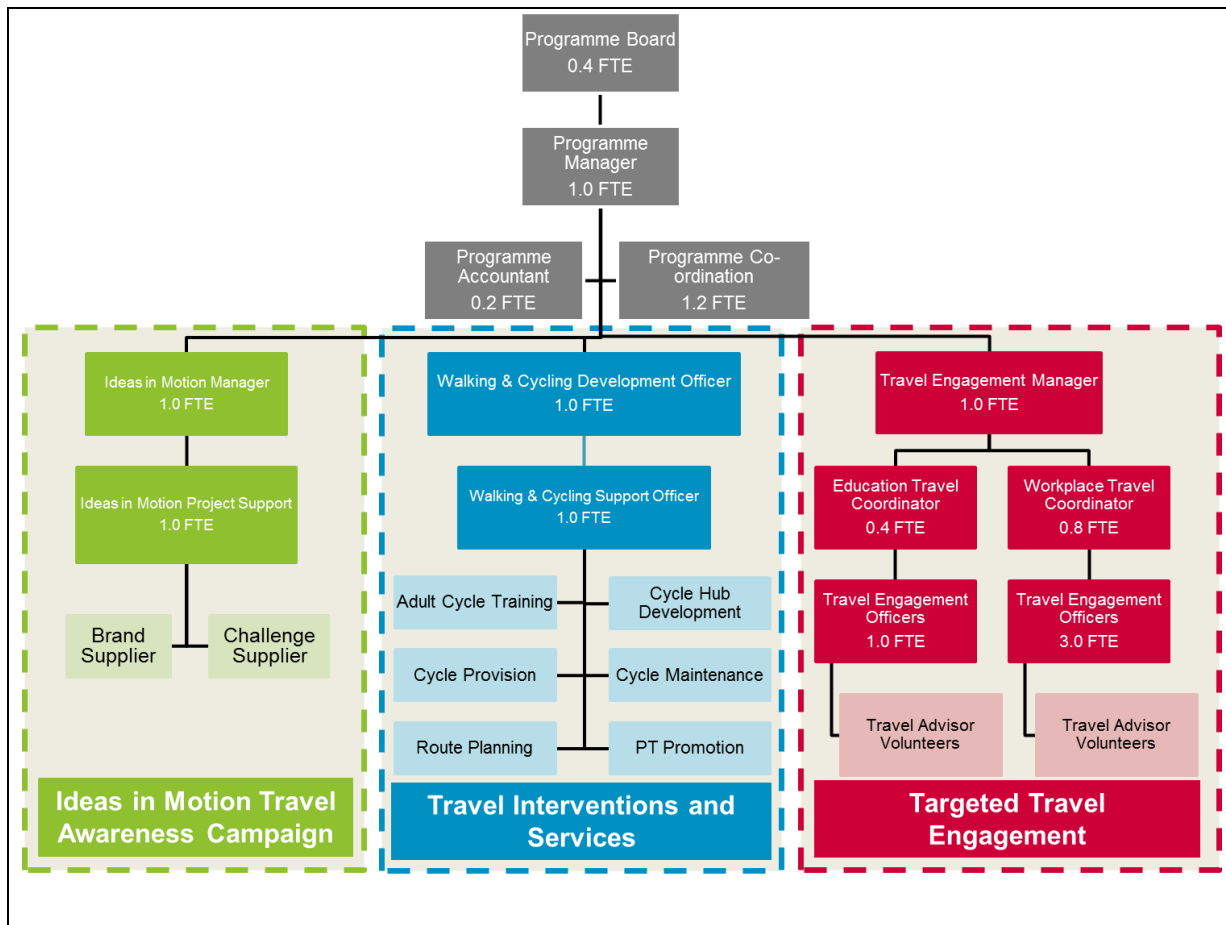 Programme Board
0.4 FTE
Programme
Manager
1.0 FTE
Programme
Accountant
0.2 FTE
Programme Co-
ordination
1.2 FTE
Ideas in Motion Manager
1.0 FTE
Ideas in Motion Project Support
1.0 FTE
Brand
Supplier
Challenge
Supplier
Ideas in Motion Travel
Awareness Campaign
Walking & Cycling Development Officer
1.0 FTE
Walking & Cycling Support Officer
1.0 FTE
Adult Cycle Training
Cycle Hub
Development
Cycle Provision
Cycle Maintenance
Route Planning
PT Promotion
Travel Interventions and
Services
Travel Engagement Manager
1.0 FTE
Education Travel
Coordinator
0.4 FTE
Workplace Travel
Coordinator
0.8 FTE
Travel Engagement
Officers
1.0 FTE
Travel Engagement
Officers
3.0 FTE
Travel Advisor
Volunteers
Travel Advisor
Volunteers
Targeted Travel
Engagement